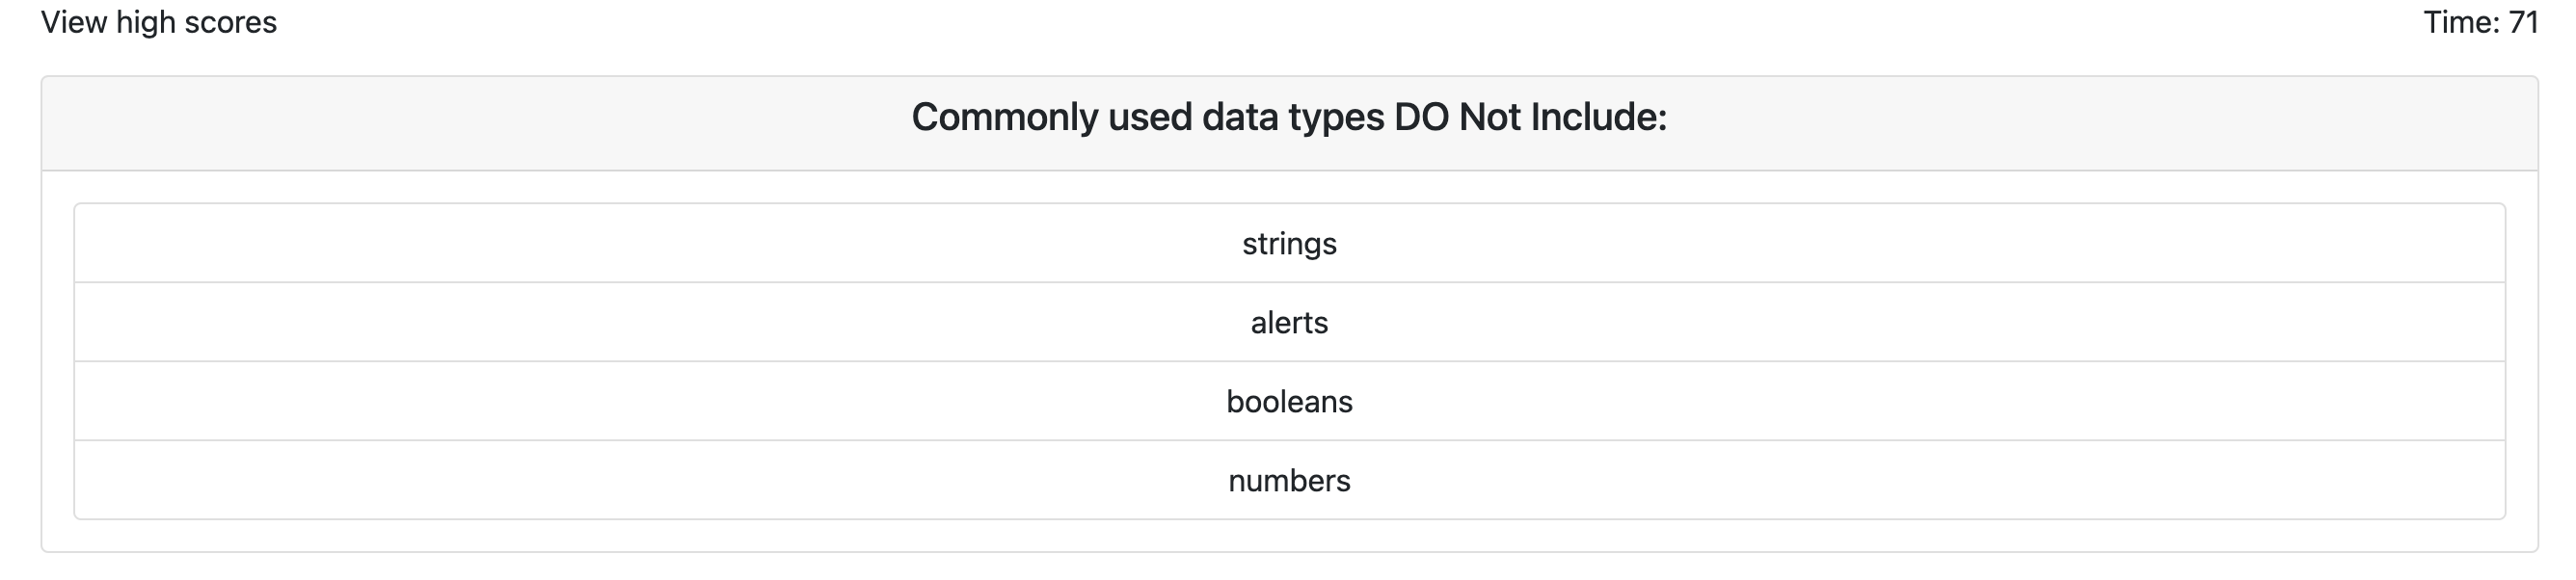 View high scores
Time: 71
Commonly used data types DO Not Include:
strings
alerts
booleans
numbers